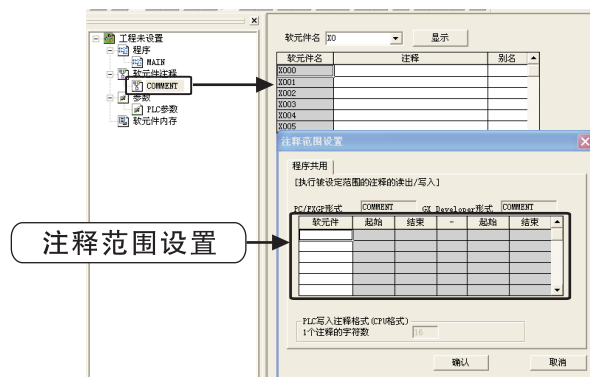 工程未设置
程序
MAIN
软元件注释
COMMENT
参数
PLC参数
软元件内存
软元件名 X0 显示
软元件名 注释 别名
X000
X001
X002
X003
X004
X005
注释范围设置
程序共用
[执行被设定范围的注释的读出/写入]
PC/FXGP形式 COMMENT GX Developer形式 COMMENT
软元件 起始 结束 - 起始 结束
注释范围设置
PLC写入注释格式(CPU格式)
1个注释的字符数 16
确认 取消